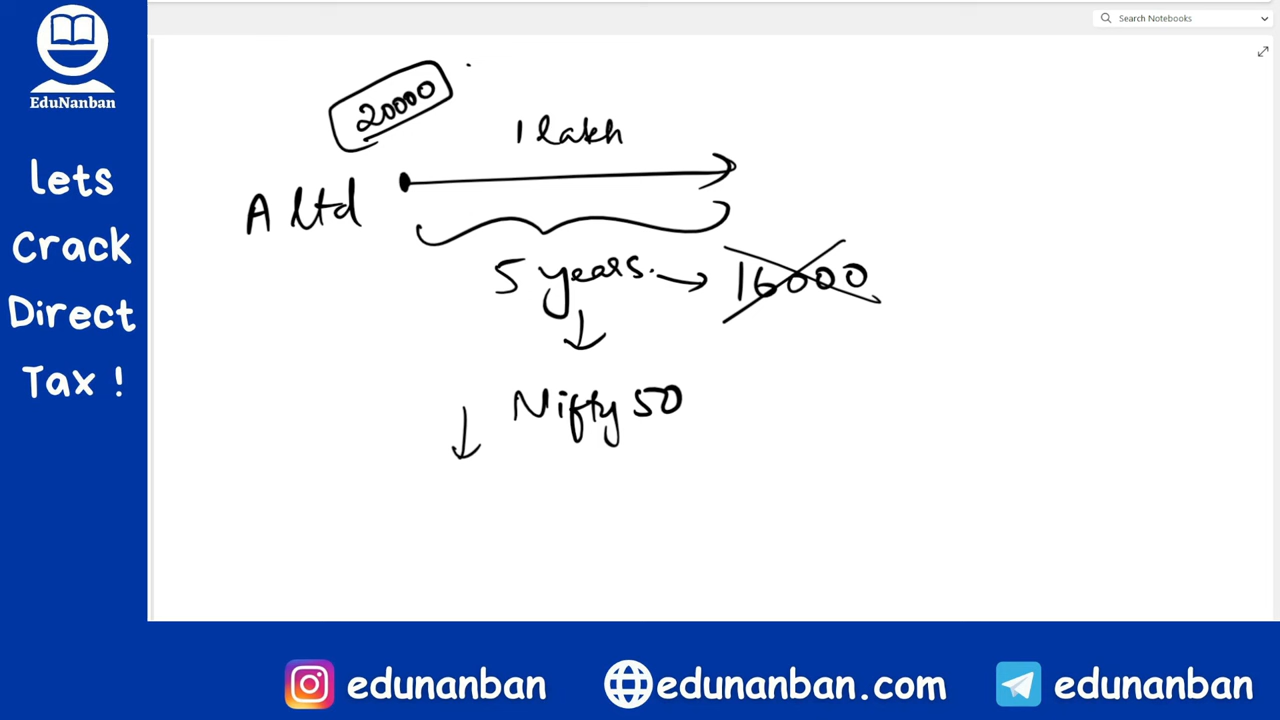 Search Notebooks
EduNanban
lets
Crack
Direct
Tax !
20000
1 lakh
A ltd
5 years.
16000
Nifty 50
edunanban
edunanban.com
edunanban